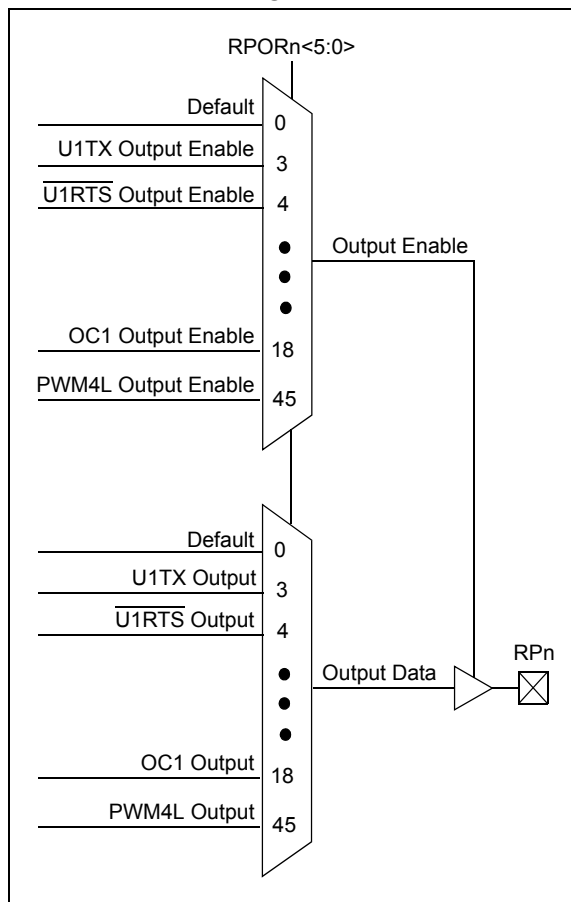 RPORn<5:0>
Default
0
U1TX Output Enable
3
U1RTS Output Enable
4
Output Enable
OC1 Output Enable
18
PWM4L Output Enable
45
Default
0
U1TX Output
3
U1RTS Output
4
RPn
Output Data
OC1 Output
18
PWM4L Output
45